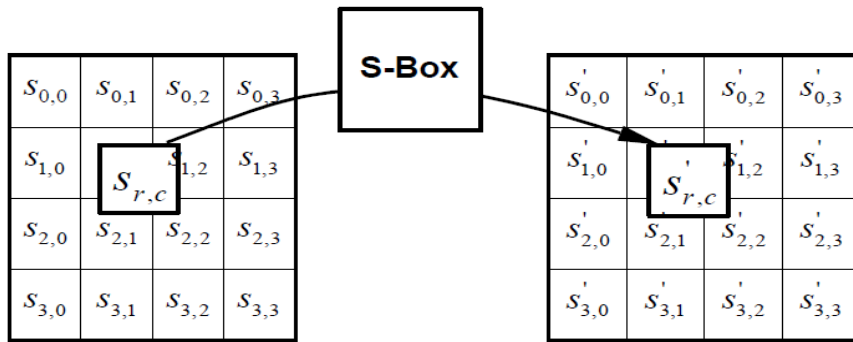 S-Box
s0,0 s0,1 s0,2 s0,3 s'0,0 s'0,1 s'0,2 s'0,3
s1,0 s1,2 s1,3 s'1,0 s'1,2 s'1,3
sr,c s'r,c
s2,0 s2,1 s2,2 s2,3 s'2,0 s'2,1 s'2,2 s'2,3
s3,0 s3,1 s3,2 s3,3 s'3,0 s'3,1 s'3,2 s'3,3